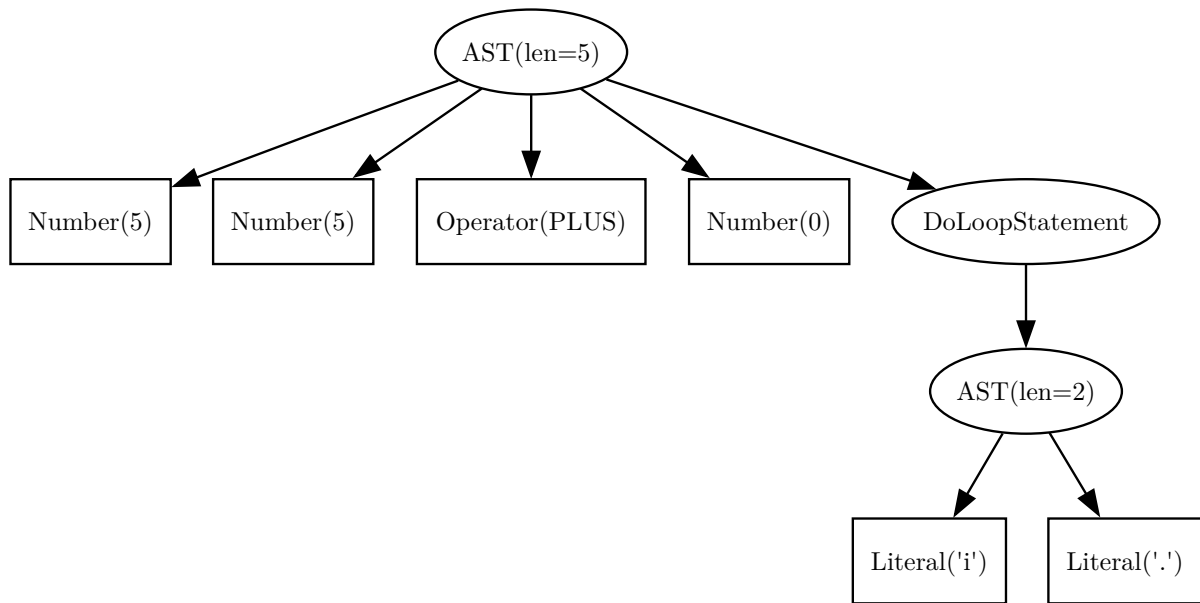 AST(len=5)
Number(5)
Number(5)
Operator(PLUS)
Number(0)
DoLoopStatement
AST(len=2)
Literal('i')
Literal('.')